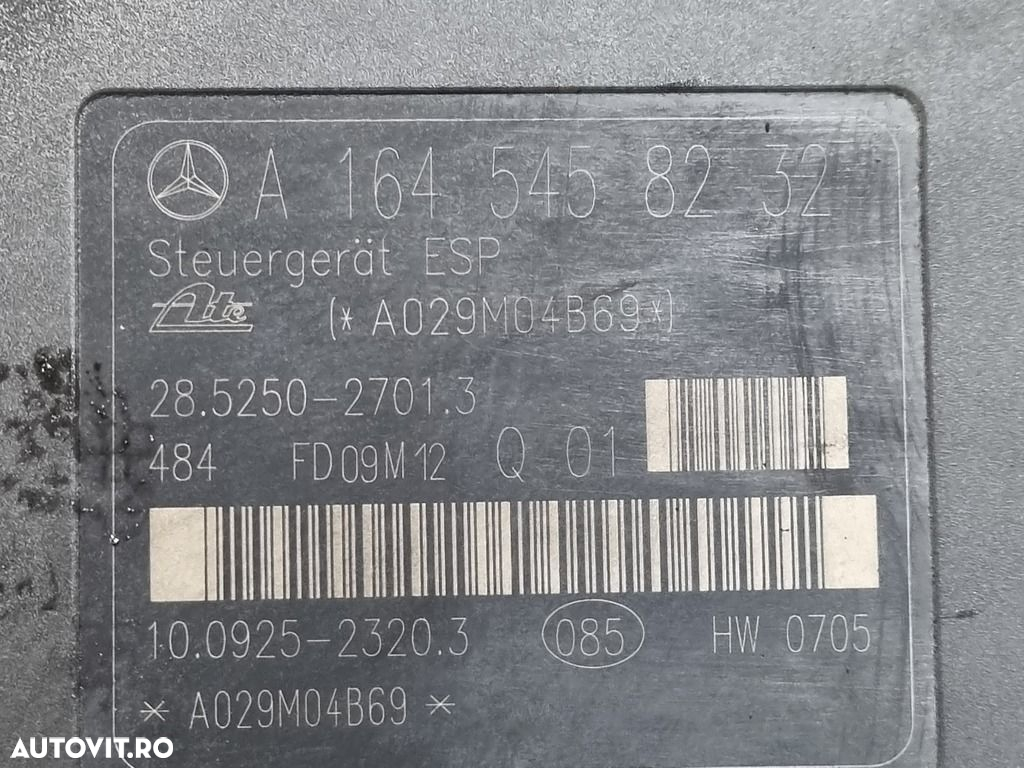 A 164 545 82 32
Steuergerät ESP
Ate (* A029M04B69 *)
28.5250-2701.3
484 FD09M12 Q 01
10.0925-2320.3 085 HW 0705
* A029M04B69 *
AUTOVIT.RO